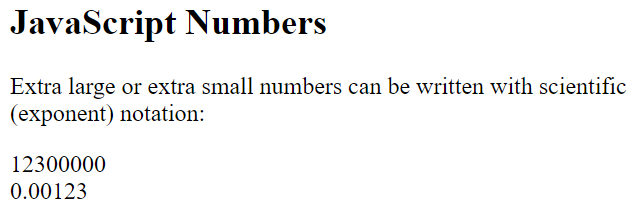 JavaScript Numbers
Extra large or extra small numbers can be written with scientific
(exponent) notation:
12300000
0.00123